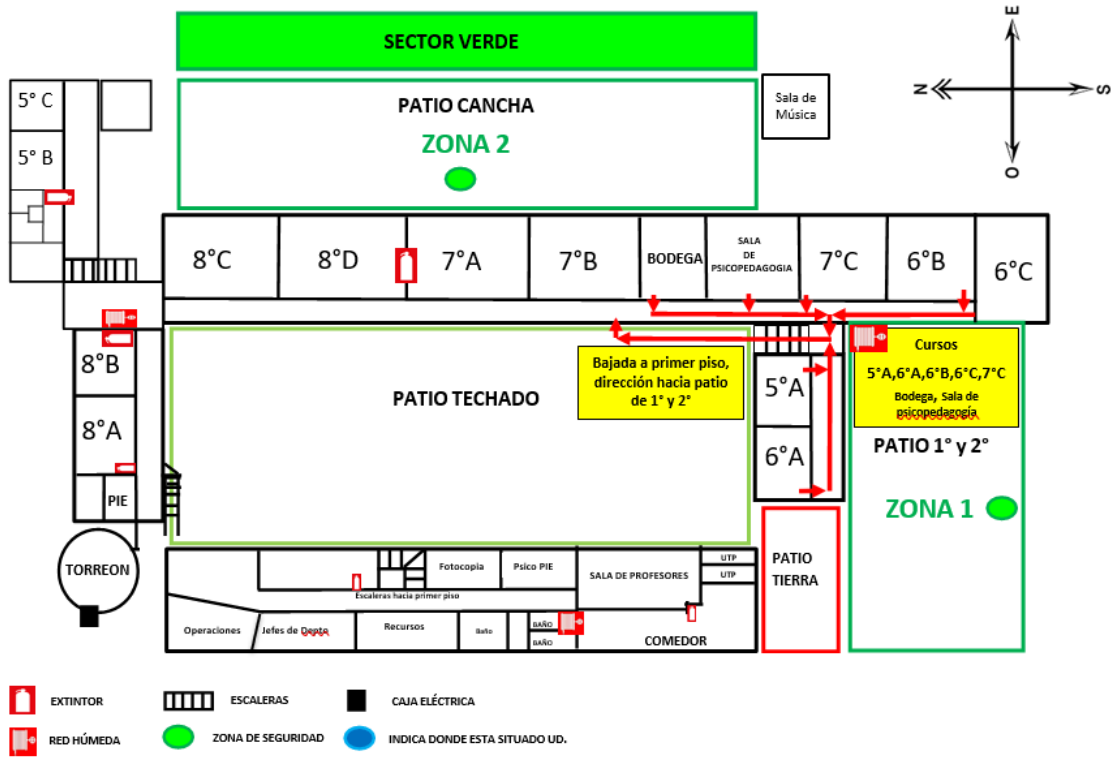 SECTOR VERDE
E
N
S
O
5° C
5° B
PATIO CANCHA
ZONA 2
Sala de
Música
8°C
8°D
7°A
7°B
BODEGA
SALA
DE
PSICOPEDAGOGIA
7°C
6°B
6°C
8°B
8°A
PIE
TORREON
PATIO TECHADO
Bajada a primer piso,
dirección hacia patio
de 1° y 2°
5°A
6°A
Cursos
5°A,6°A,6°B,6°C,7°C
Bodega, Sala de
psicopedagogía
PATIO 1° y 2°
ZONA 1
PATIO
TIERRA
Fotocopia
Psico PIE
SALA DE PROFESORES
UTP
UTP
Escaleras hacia primer piso
Operaciones
Jefes de Depto
Recursos
Baño
BAÑO
BAÑO
COMEDOR
EXTINTOR
ESCALERAS
CAJA ELÉCTRICA
RED HÚMEDA
ZONA DE SEGURIDAD
INDICA DONDE ESTA SITUADO UD.